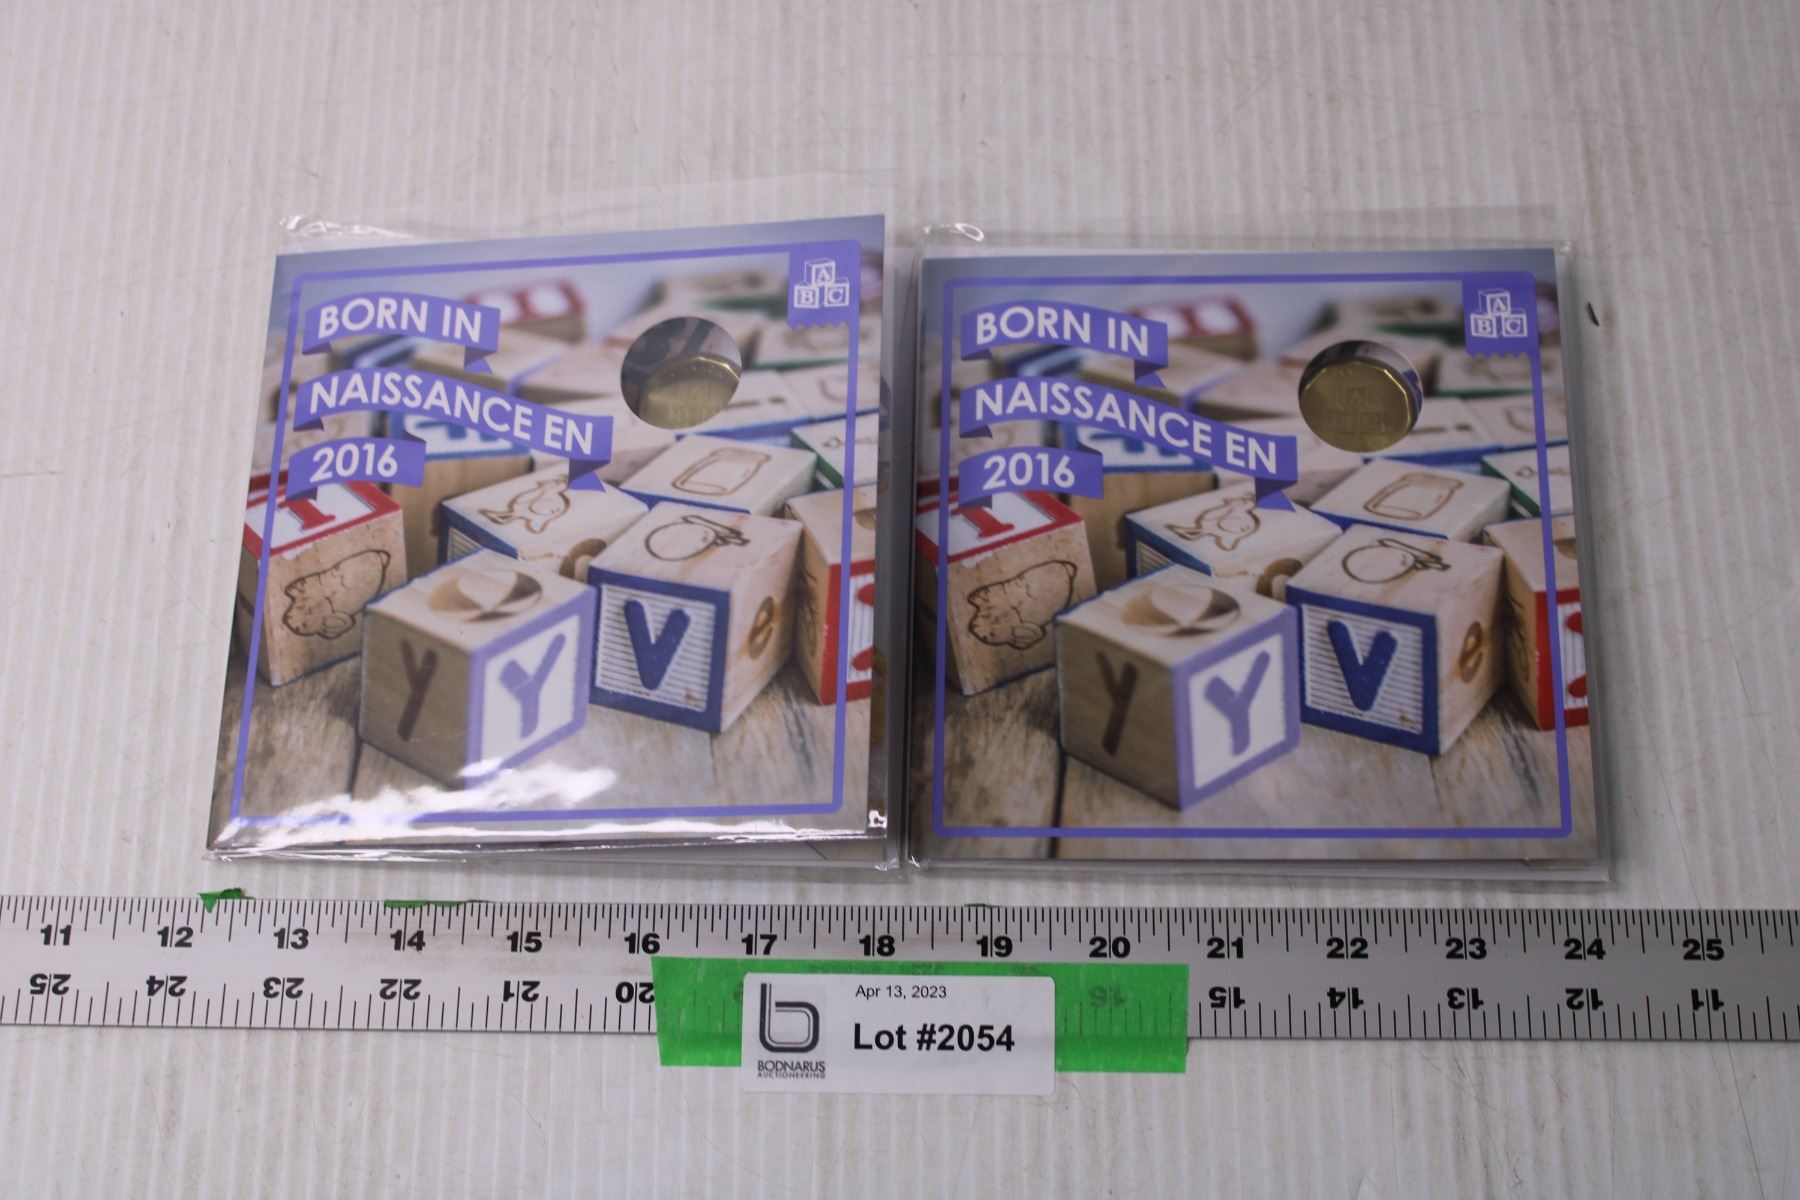 BORN IN
NAISSANCE EN
2016
A
B C
T
Y Y V e
BORN IN
NAISSANCE EN
2016
A
B C
T
Y Y V e
11 12 13 14 15 16 17 18 19 20 21 22 23 24 25
25 24 23 22 21 20 16 15 14 13 12 11
Apr 13, 2023
Lot #2054
BODNARUS
AUCTIONEERING